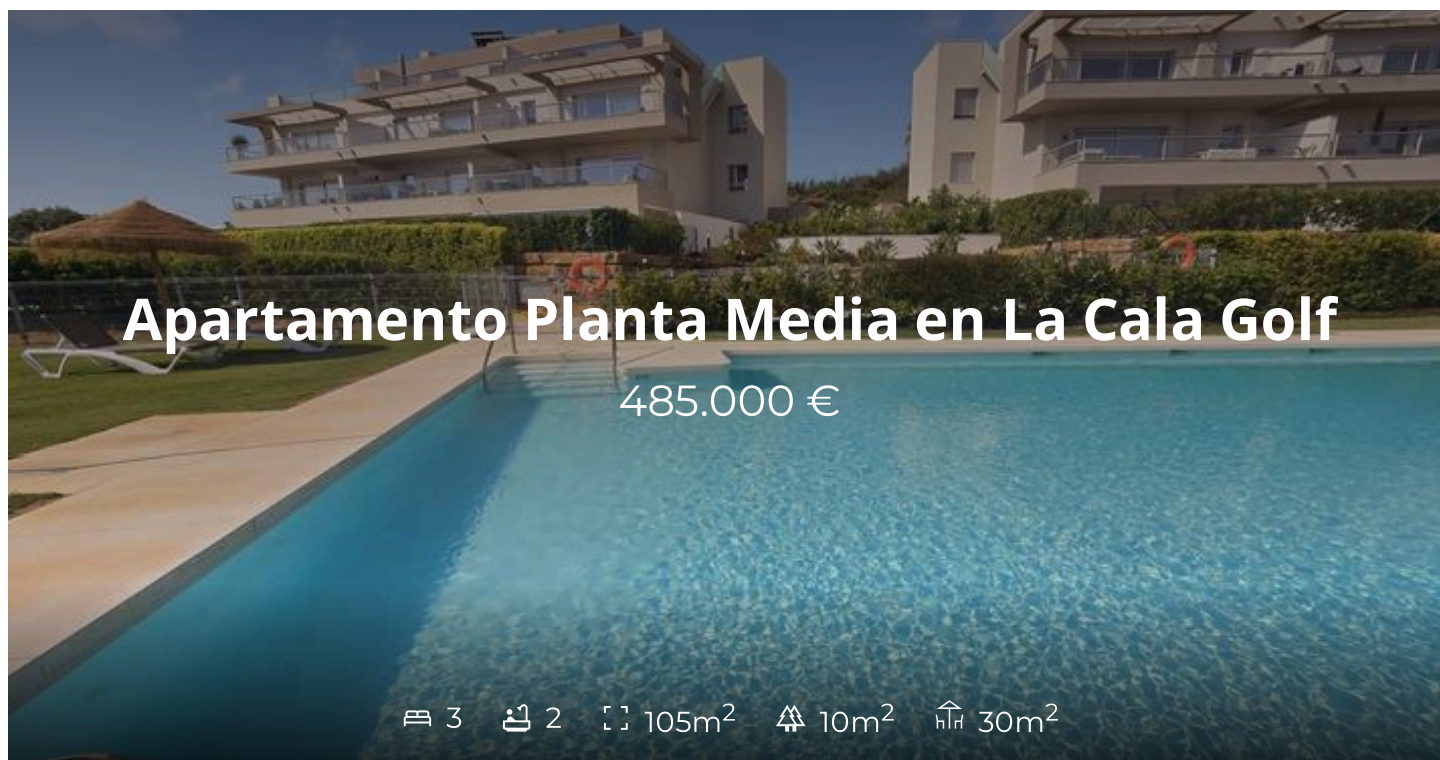 Apartamento Planta Media en La Cala Golf
485.000 €
3 2 105m² 10m² 30m²